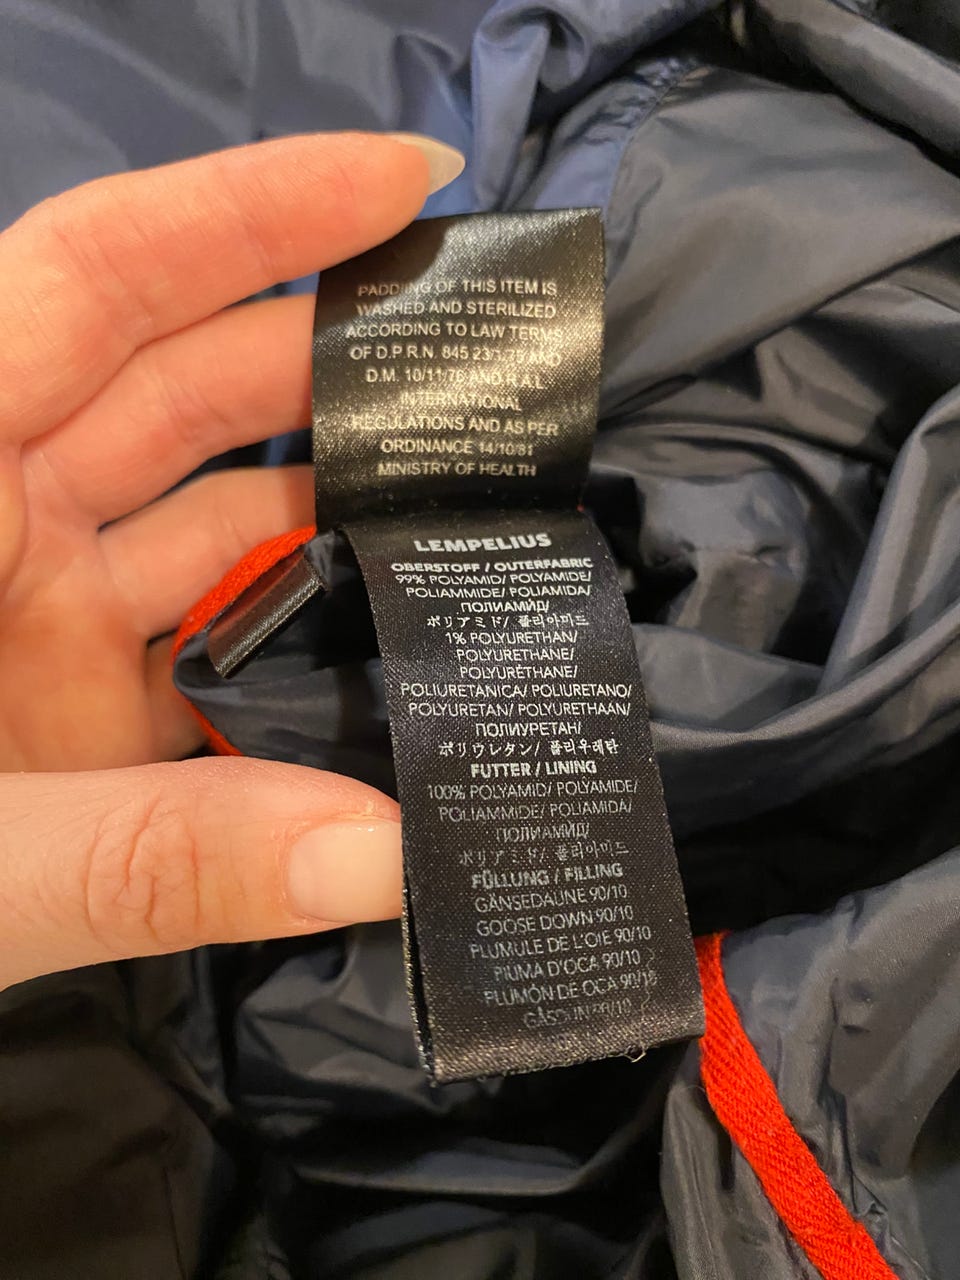 PADDING OF THIS ITEM IS
WASHED AND STERILIZED
ACCORDING TO LAW TERMS
OF D.P.R.N. 845 23/1/75 AND
D.M. 10/11/76 AND R.A.L.
INTERNATIONAL
REGULATIONS AND AS PER
ORDINANCE 14/10/81
MINISTRY OF HEALTH
LEMPELIUS
OBERSTOFF / OUTERFABRIC
99% POLYAMID/ POLYAMIDE/
POLIAMMIDE/ POLIAMIDA/
ПОЛИАМИД/
ポリアミド/ 폴리아미드
1% POLYURETHAN/
POLYURETHANE/
POLYURÉTHANE/
POLIURETANICA/ POLIURETANO/
POLYURETAN/ POLYURETHAAN/
ПОЛИУРЕТАН/
ポリウレタン/ 폴리우레탄
FUTTER / LINING
100% POLYAMID/ POLYAMIDE/
POLIAMMIDE/ POLIAMIDA/
ПОЛИАМИД/
ポリアミド/ 폴리아미드
FÜLLUNG / FILLING
GÄNSEDAUNE 90/10
GOOSE DOWN 90/10
PLUMULE DE L'OIE 90/10
PIUMA D'OCA 90/10
PLUMÓN DE OCA 90/10
GÅSDUN 90/10